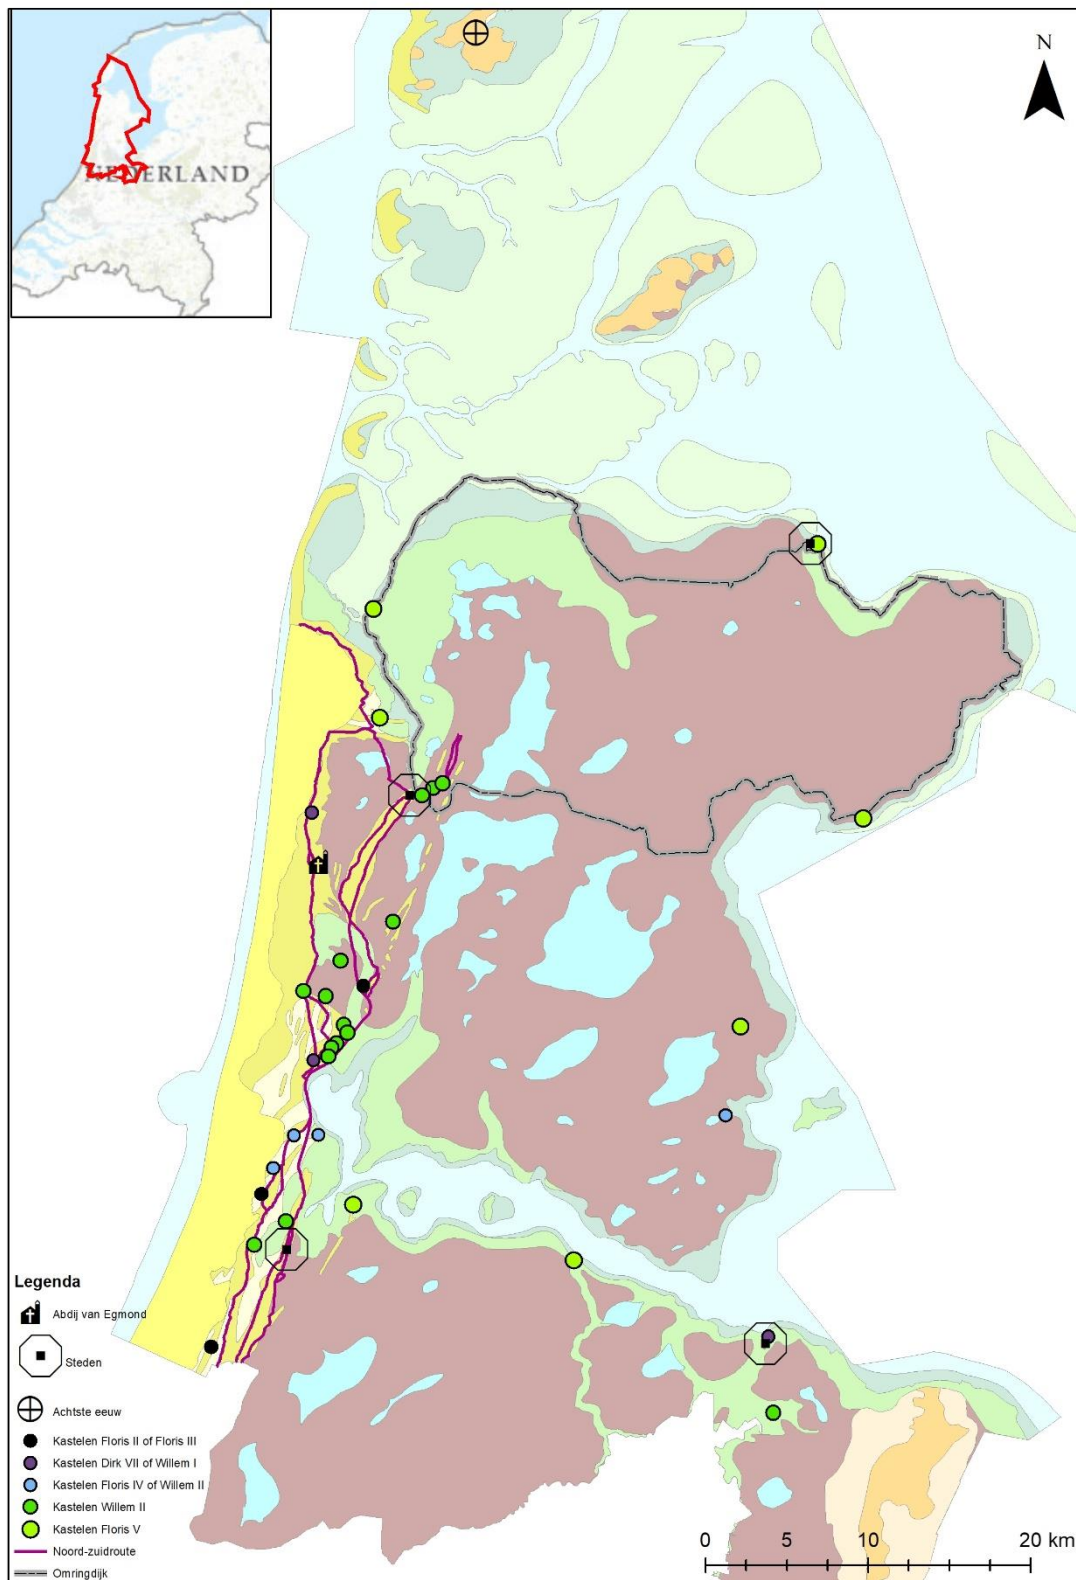 NEDERLAND
N
Legenda
Abdij van Egmond
Steden
Achtste eeuw
Kastelen Floris II of Floris III
Kastelen Dirk VII of Willem I
Kastelen Floris IV of Willem II
Kastelen Willem II
Kastelen Floris V
Noord-zuidroute
Omringdijk
0 5 10 20 km